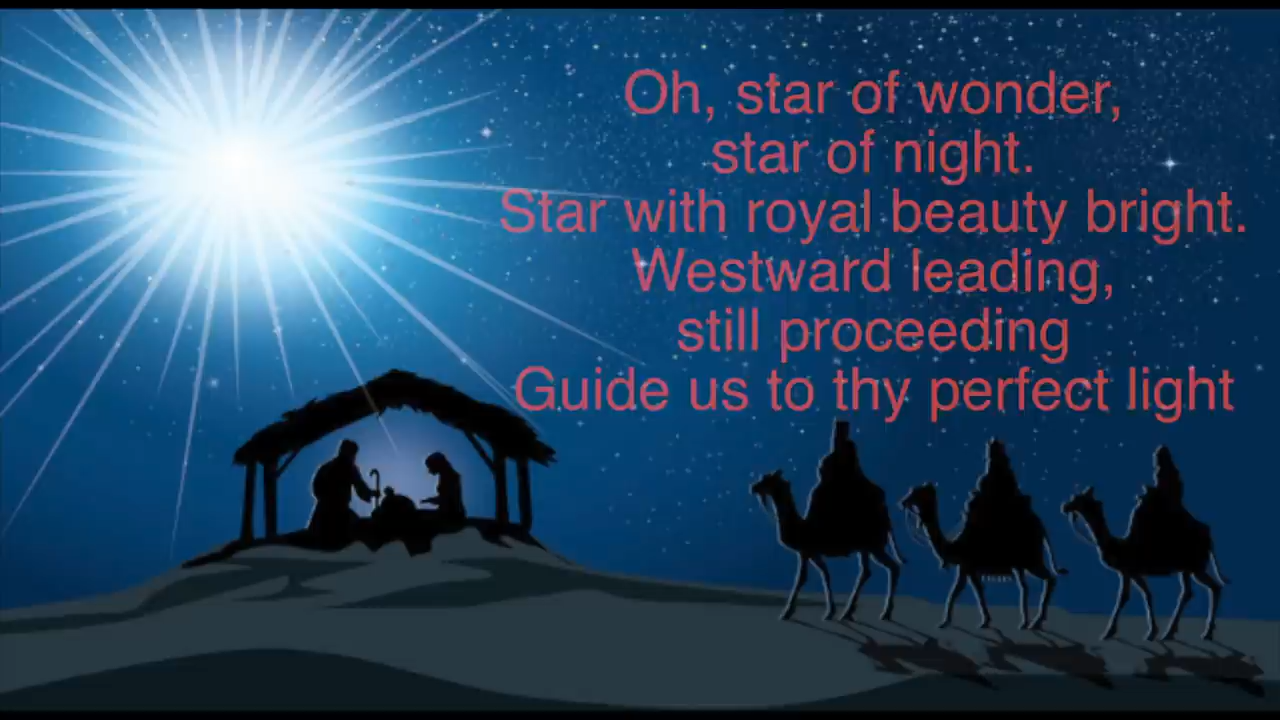 Oh, star of wonder,
star of night.
Star with royal beauty bright.
Westward leading,
still proceeding
Guide us to thy perfect light